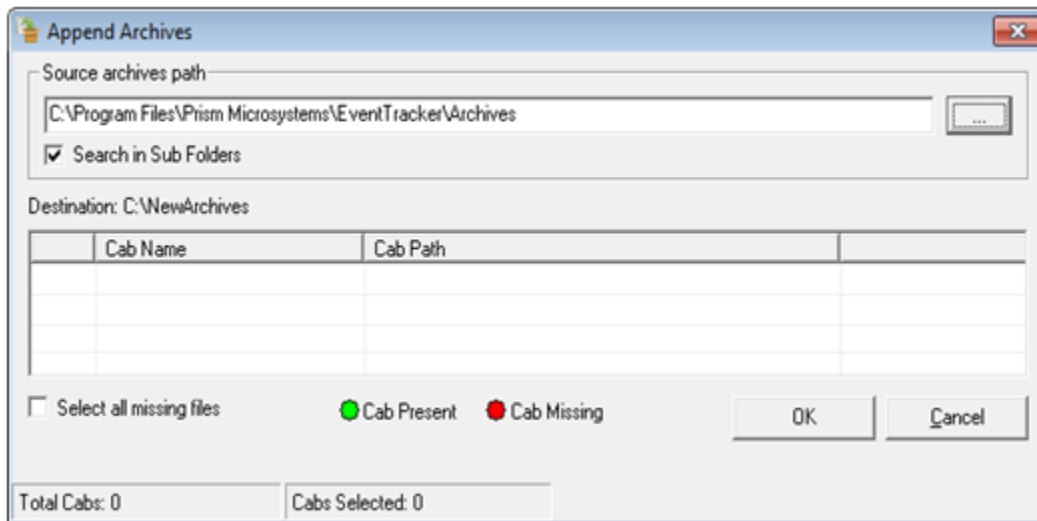 Append Archives
Source archives path
C:\Program Files\Prism Microsystems\EventTracker\Archives
...
Search in Sub Folders
Destination: C:\NewArchives
Cab Name Cab Path
Select all missing files Cab Present Cab Missing OK Cancel
Total Cabs: 0 Cabs Selected: 0